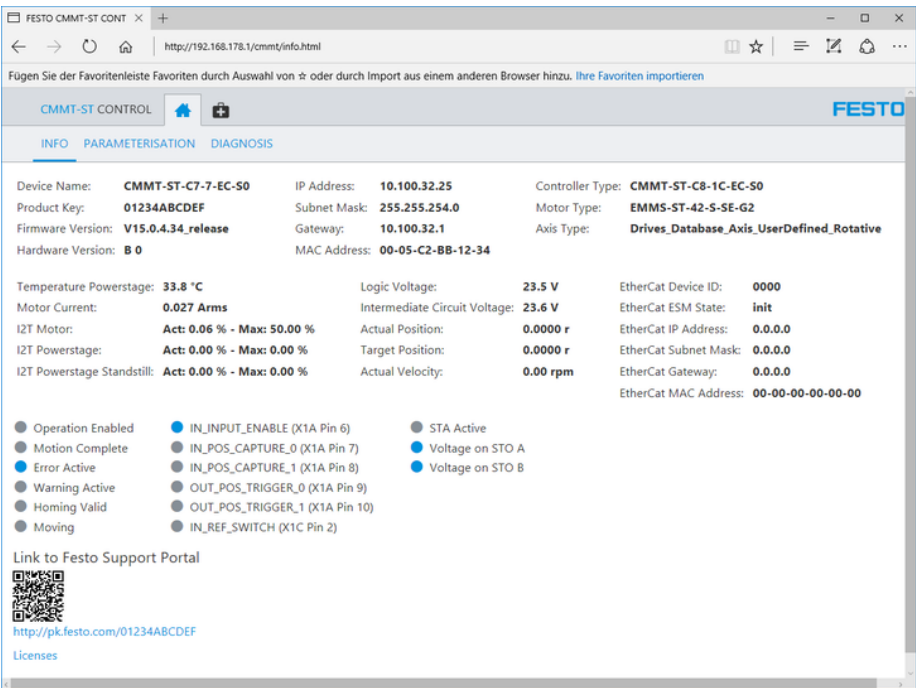 FESTO CMMT-ST CONT
http://192.168.178.1/cmmt/info.html
Fügen Sie der Favoritenleiste Favoriten durch Auswahl von ☆ oder durch Import aus einem anderen Browser hinzu. Ihre Favoriten importieren
CMMT-ST CONTROL
FESTO
INFO PARAMETERISATION DIAGNOSIS
Device Name: CMMT-ST-C7-7-EC-S0 IP Address: 10.100.32.25 Controller Type: CMMT-ST-C8-1C-EC-S0
Product Key: 01234ABCDEF Subnet Mask: 255.255.254.0 Motor Type: EMMS-ST-42-S-SE-G2
Firmware Version: V15.0.4.34_release Gateway: 10.100.32.1 Axis Type: Drives_Database_Axis_UserDefined_Rotative
Hardware Version: B 0 MAC Address: 00-05-C2-BB-12-34
Temperature Powerstage: 33.8 °C Logic Voltage: 23.5 V EtherCat Device ID: 0000
Motor Current: 0.027 Arms Intermediate Circuit Voltage: 23.6 V EtherCat ESM State: init
I2T Motor: Act: 0.06 % - Max: 50.00 % Actual Position: 0.0000 r EtherCat IP Address: 0.0.0.0
I2T Powerstage: Act: 0.00 % - Max: 0.00 % Target Position: 0.0000 r EtherCat Subnet Mask: 0.0.0.0
I2T Powerstage Standstill: Act: 0.00 % - Max: 0.00 % Actual Velocity: 0.00 rpm EtherCat Gateway: 0.0.0.0
EtherCat MAC Address: 00-00-00-00-00-00
Operation Enabled IN_INPUT_ENABLE (X1A Pin 6) STA Active
Motion Complete IN_POS_CAPTURE_0 (X1A Pin 7) Voltage on STO A
Error Active IN_POS_CAPTURE_1 (X1A Pin 8) Voltage on STO B
Warning Active OUT_POS_TRIGGER_0 (X1A Pin 9)
Homing Valid OUT_POS_TRIGGER_1 (X1A Pin 10)
Moving IN_REF_SWITCH (X1C Pin 2)
Link to Festo Support Portal
http://pk.festo.com/01234ABCDEF
Licenses